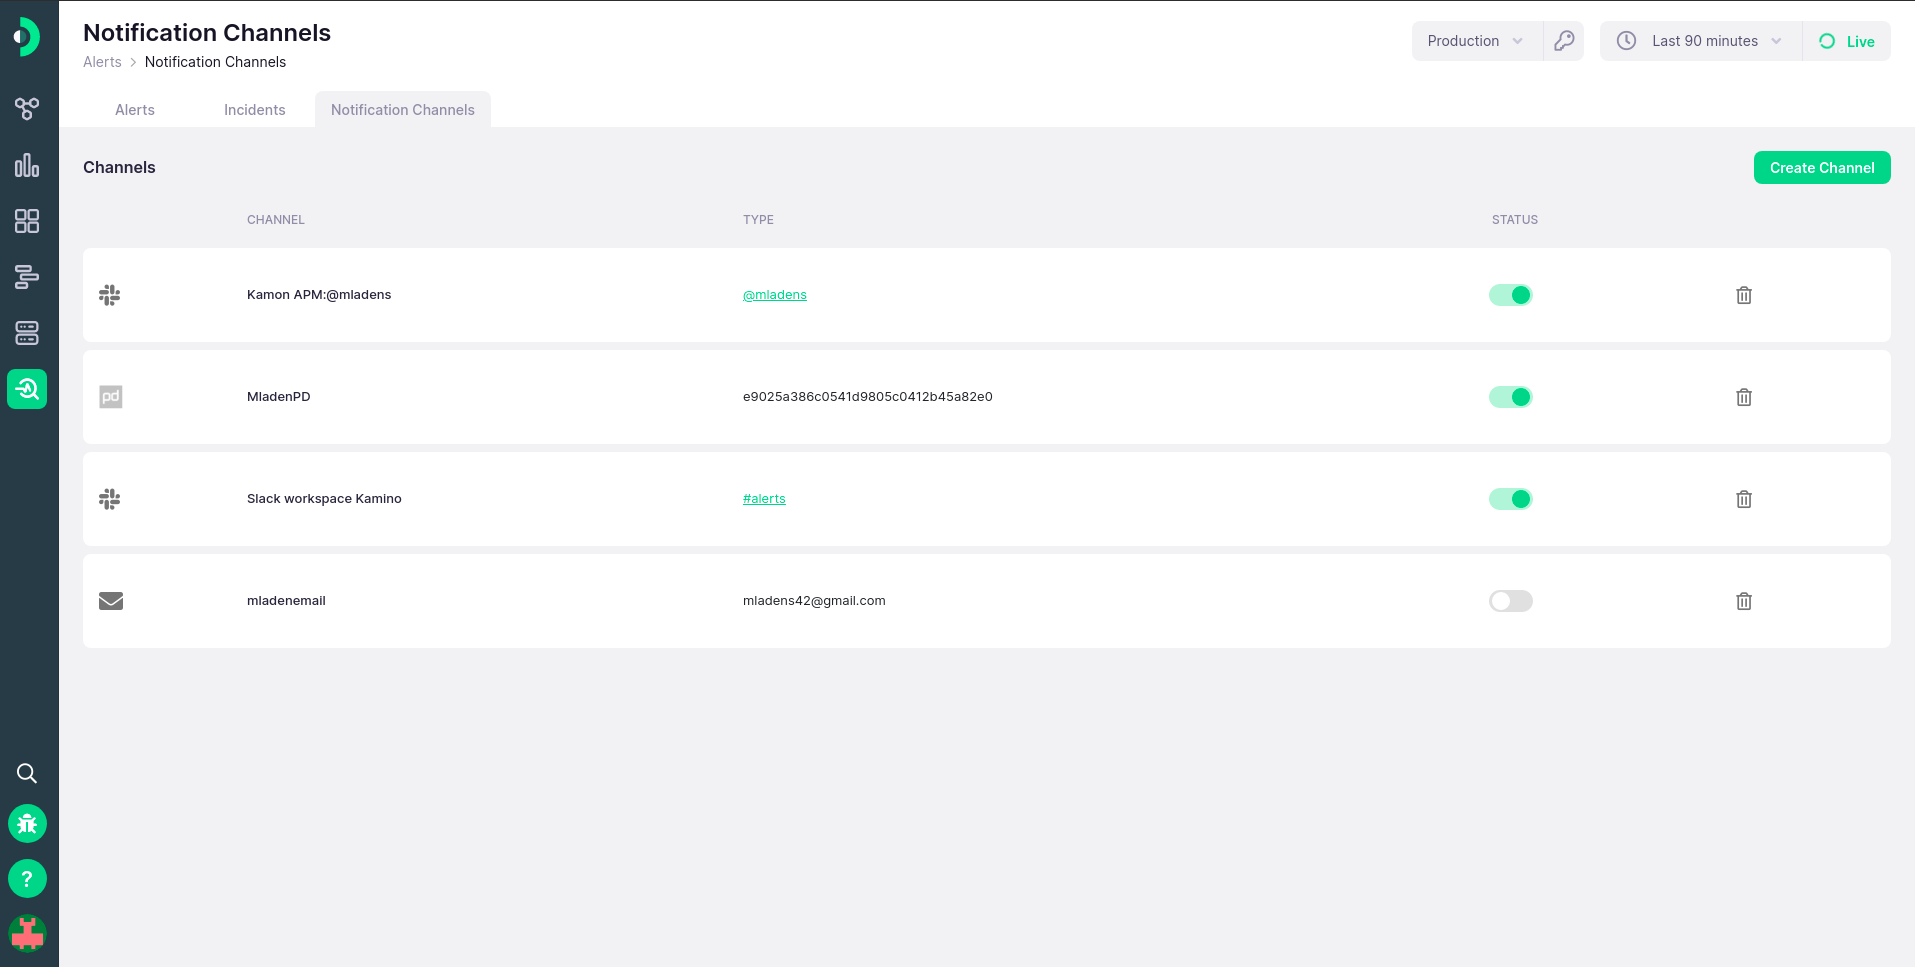 Notification Channels
Alerts > Notification Channels
Production
Last 90 minutes
Live
Alerts
Incidents
Notification Channels
Channels
Create Channel
CHANNEL
TYPE
STATUS
Kamon APM:@mladens
@mladens
pd
MladenPD
e9025a386c0541d9805c0412b45a82e0
Slack workspace Kamino
#alerts
mladenemail
mladens42@gmail.com
?